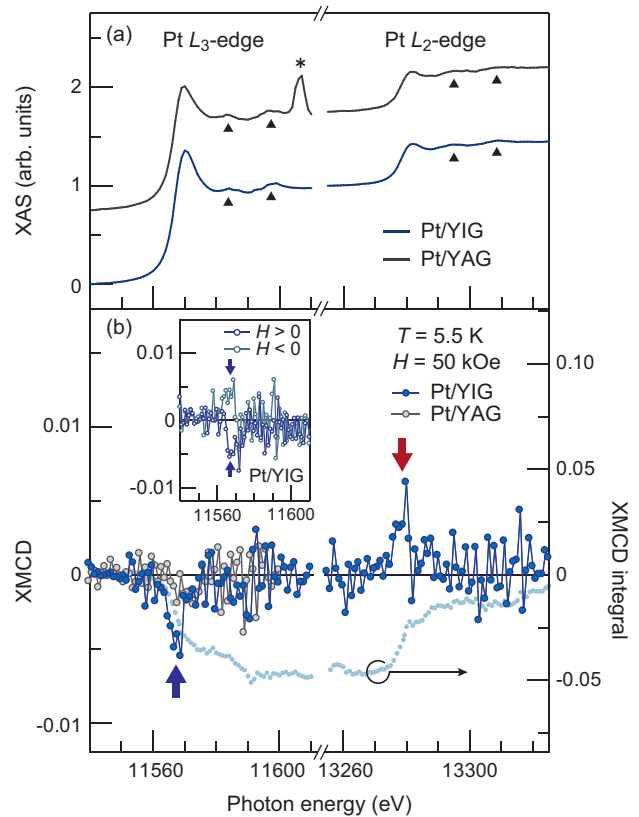 (a) Pt L3-edge Pt L2-edge
*
2
1
0
XAS (arb. units)
Pt/YIG
Pt/YAG
(b)
H > 0
H < 0
0.01
0
-0.01
11560 11600
Pt/YIG
T = 5.5 K
H = 50 kOe
Pt/YIG
Pt/YAG
0.01
0
-0.01
XMCD
0.10
0.05
0
-0.05
XMCD integral
11560 11600 13260 13300
Photon energy (eV)